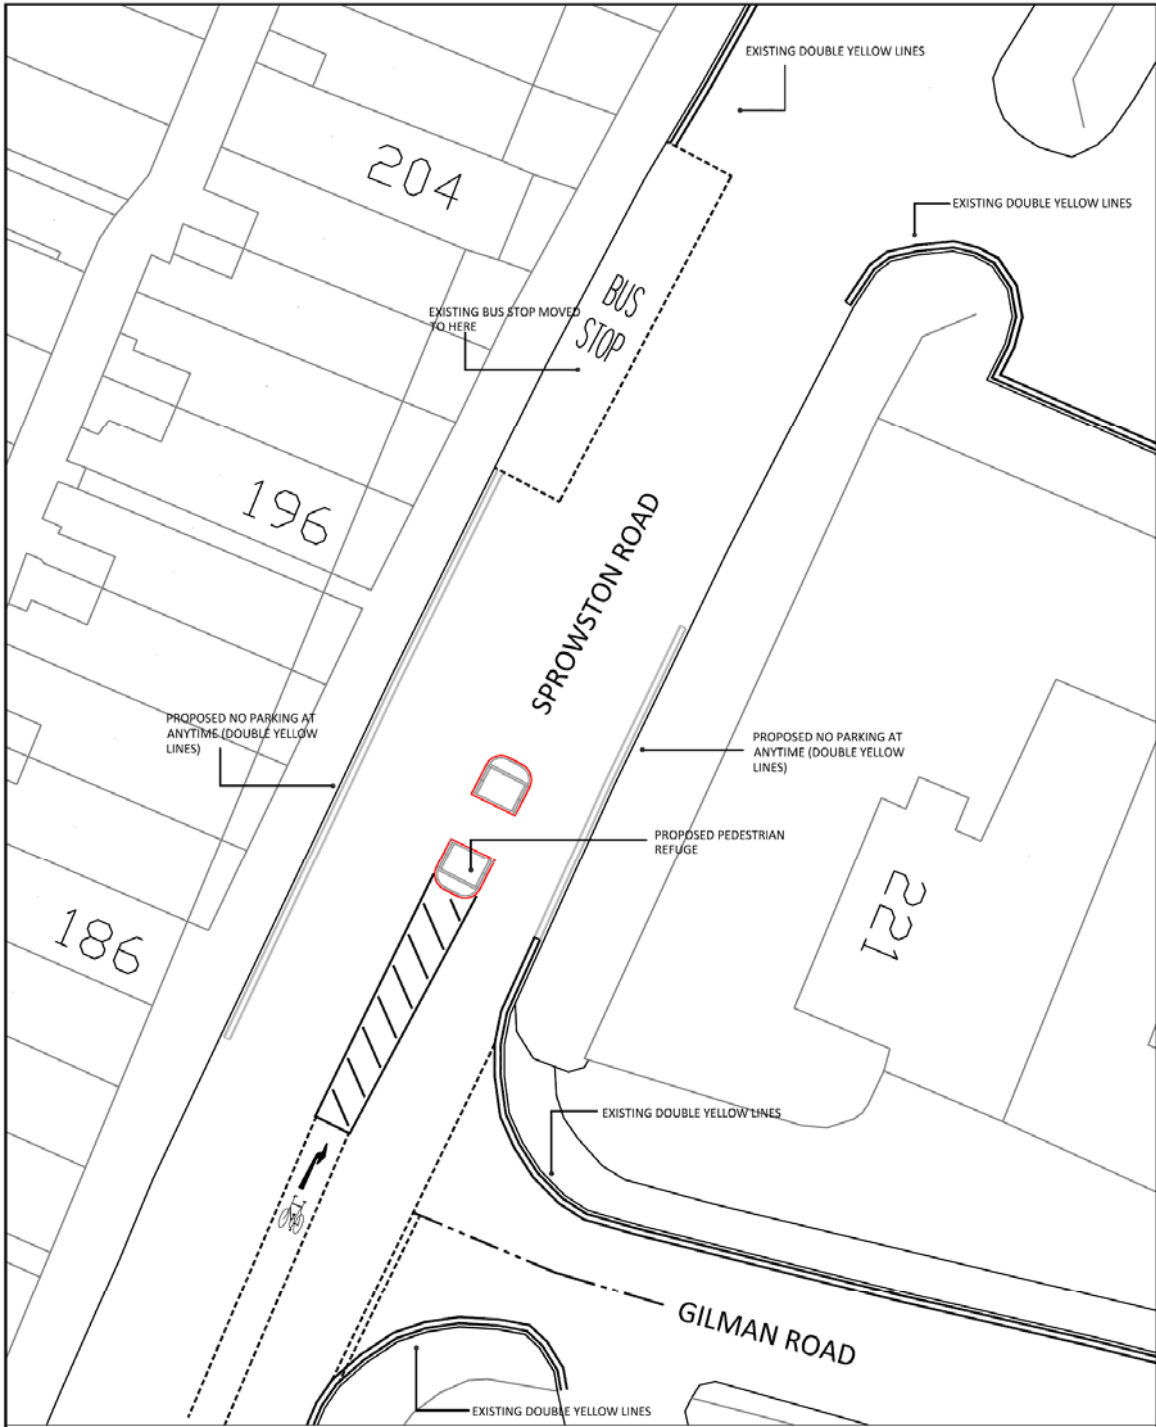 EXISTING DOUBLE YELLOW LINES
204
EXISTING DOUBLE YELLOW LINES
BUS
STOP
EXISTING BUS STOP MOVED
TO HERE
196
SPROWSTON ROAD
PROPOSED NO PARKING AT
ANYTIME (DOUBLE YELLOW
LINES)
PROPOSED NO PARKING AT
ANYTIME (DOUBLE YELLOW
LINES)
PROPOSED PEDESTRIAN
REFUGE
221
186
EXISTING DOUBLE YELLOW LINES
GILMAN ROAD
EXISTING DOUBLE YELLOW LINES